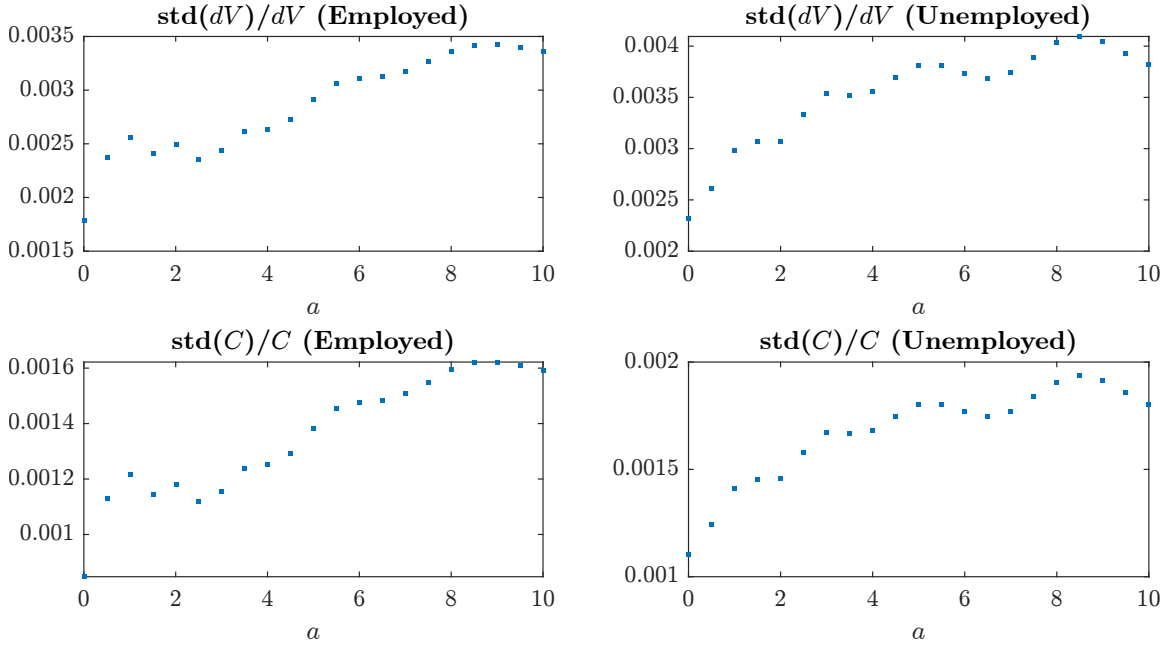 std(dV)/dV (Employed)
0.0035
0.003
0.0025
0.002
0.0015
0 2 4 6 8 10
a
std(dV)/dV (Unemployed)
0.004
0.0035
0.003
0.0025
0.002
0 2 4 6 8 10
a
std(C)/C (Employed)
0.0016
0.0014
0.0012
0.001
0 2 4 6 8 10
a
std(C)/C (Unemployed)
0.002
0.0015
0.001
0 2 4 6 8 10
a